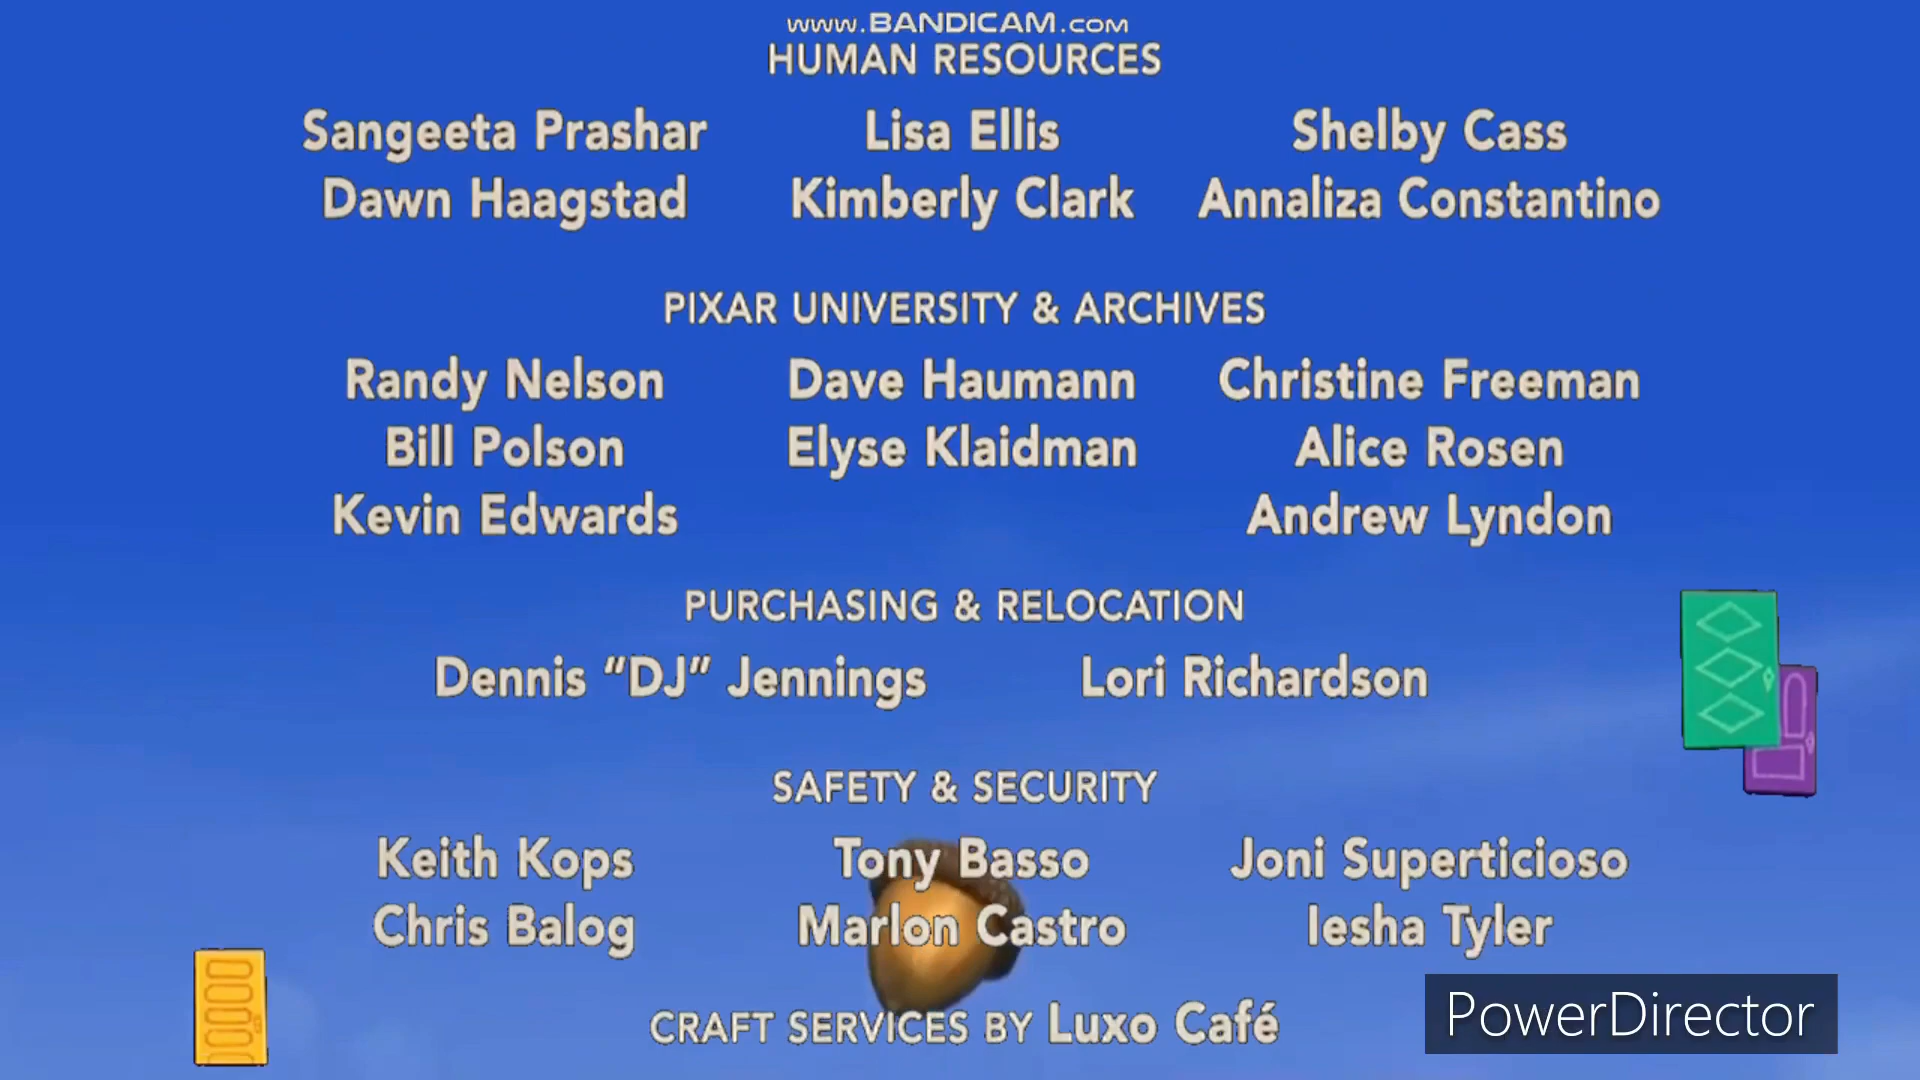 www.BANDICAM.com
HUMAN RESOURCES
Sangeeta Prashar Lisa Ellis Shelby Cass
Dawn Haagstad Kimberly Clark Annaliza Constantino
PIXAR UNIVERSITY & ARCHIVES
Randy Nelson Dave Haumann Christine Freeman
Bill Polson Elyse Klaidman Alice Rosen
Kevin Edwards Andrew Lyndon
PURCHASING & RELOCATION
Dennis “DJ” Jennings Lori Richardson
SAFETY & SECURITY
Keith Kops Tony Basso Joni Superticioso
Chris Balog Marlon Castro Iesha Tyler
CRAFT SERVICES BY Luxo Café
PowerDirector